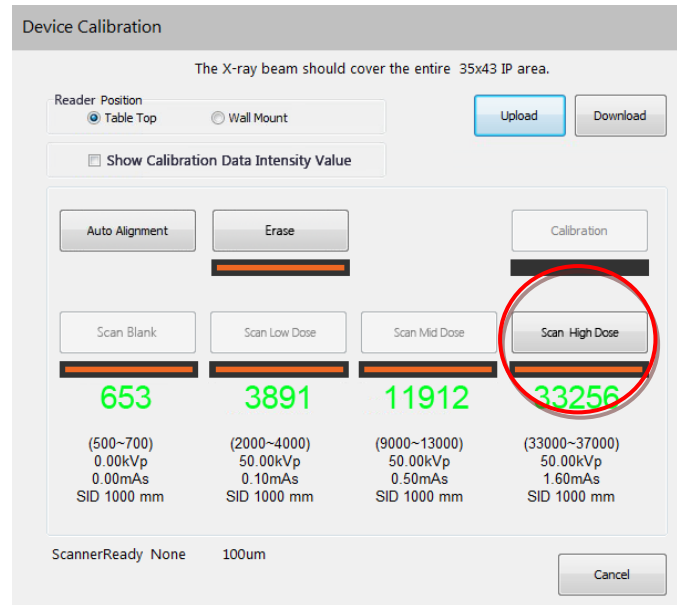 Device Calibration
The X-ray beam should cover the entire 35x43 IP area.
Reader Position
Table Top Wall Mount
Upload Download
Show Calibration Data Intensity Value
Auto Alignment Erase Calibration
Scan Blank Scan Low Dose Scan Mid Dose Scan High Dose
653 3891 11912 33256
(500~700) (2000~4000) (9000~13000) (33000~37000)
0.00kVp 50.00kVp 50.00kVp 50.00kVp
0.00mAs 0.10mAs 0.50mAs 1.60mAs
SID 1000 mm SID 1000 mm SID 1000 mm SID 1000 mm
ScannerReady None 100um
Cancel